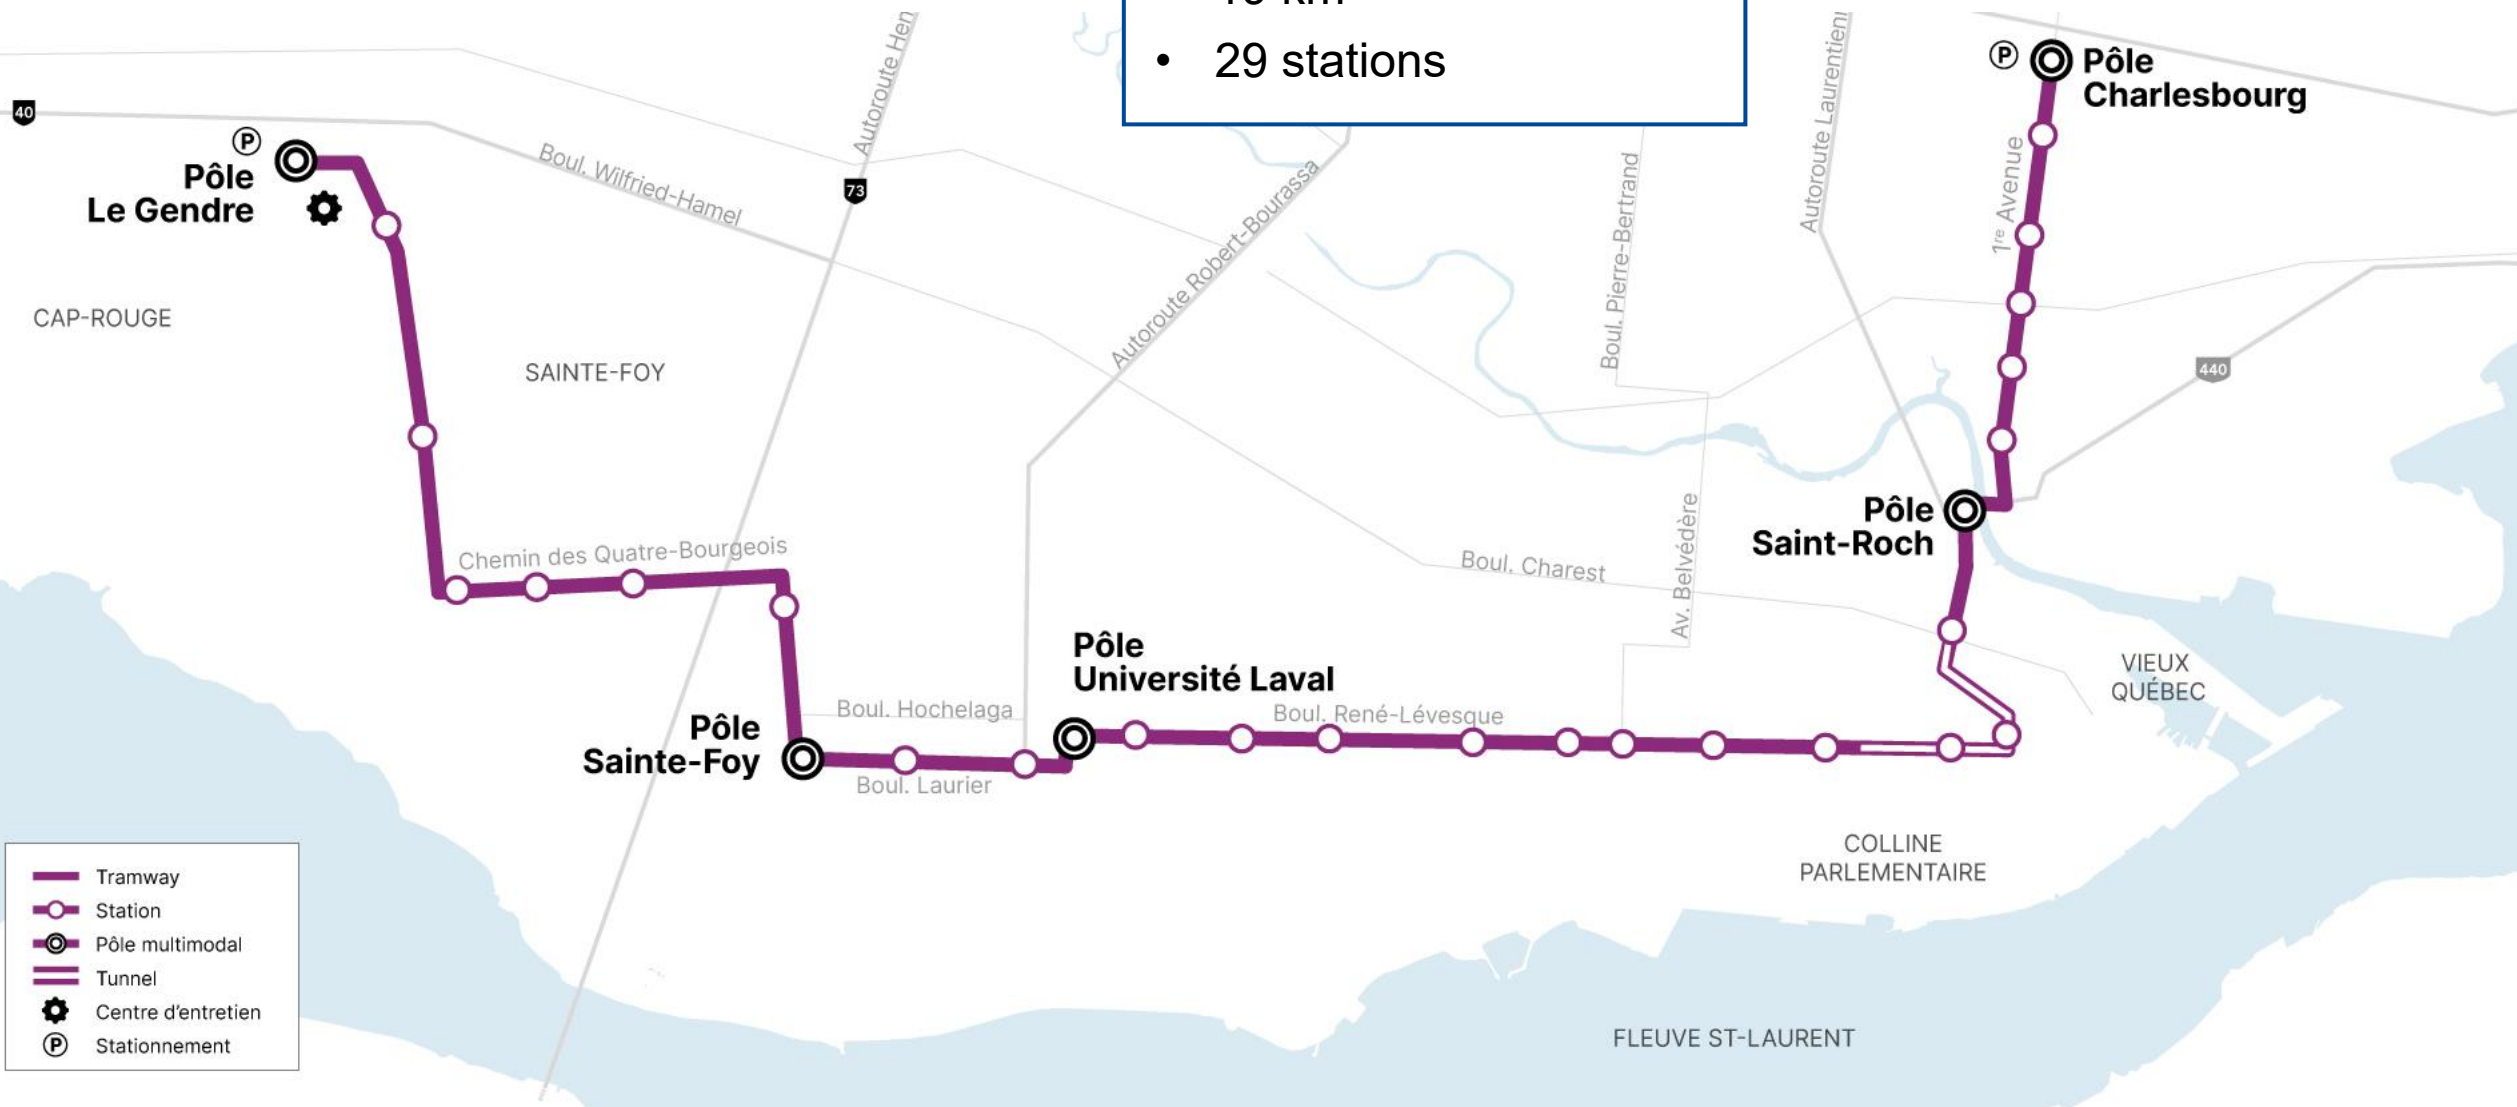 • 29 stations
40
P
Pôle
Le Gendre
CAP-ROUGE
SAINTE-FOY
Boul. Wilfried-Hamel
Autoroute Hen
73
Autoroute Robert-Bourassa
Boul. Pierre-Bertrand
Autoroute Laurentien
P
Pôle
Charlesbourg
1re Avenue
440
Pôle
Saint-Roch
Chemin des Quatre-Bourgeois
Boul. Charest
Av. Belvédère
Pôle
Université Laval
VIEUX
QUÉBEC
Pôle
Sainte-Foy
Boul. Hochelaga
Boul. René-Lévesque
Boul. Laurier
COLLINE
PARLEMENTAIRE
FLEUVE ST-LAURENT
Tramway
Station
Pôle multimodal
Tunnel
Centre d'entretien
P Stationnement